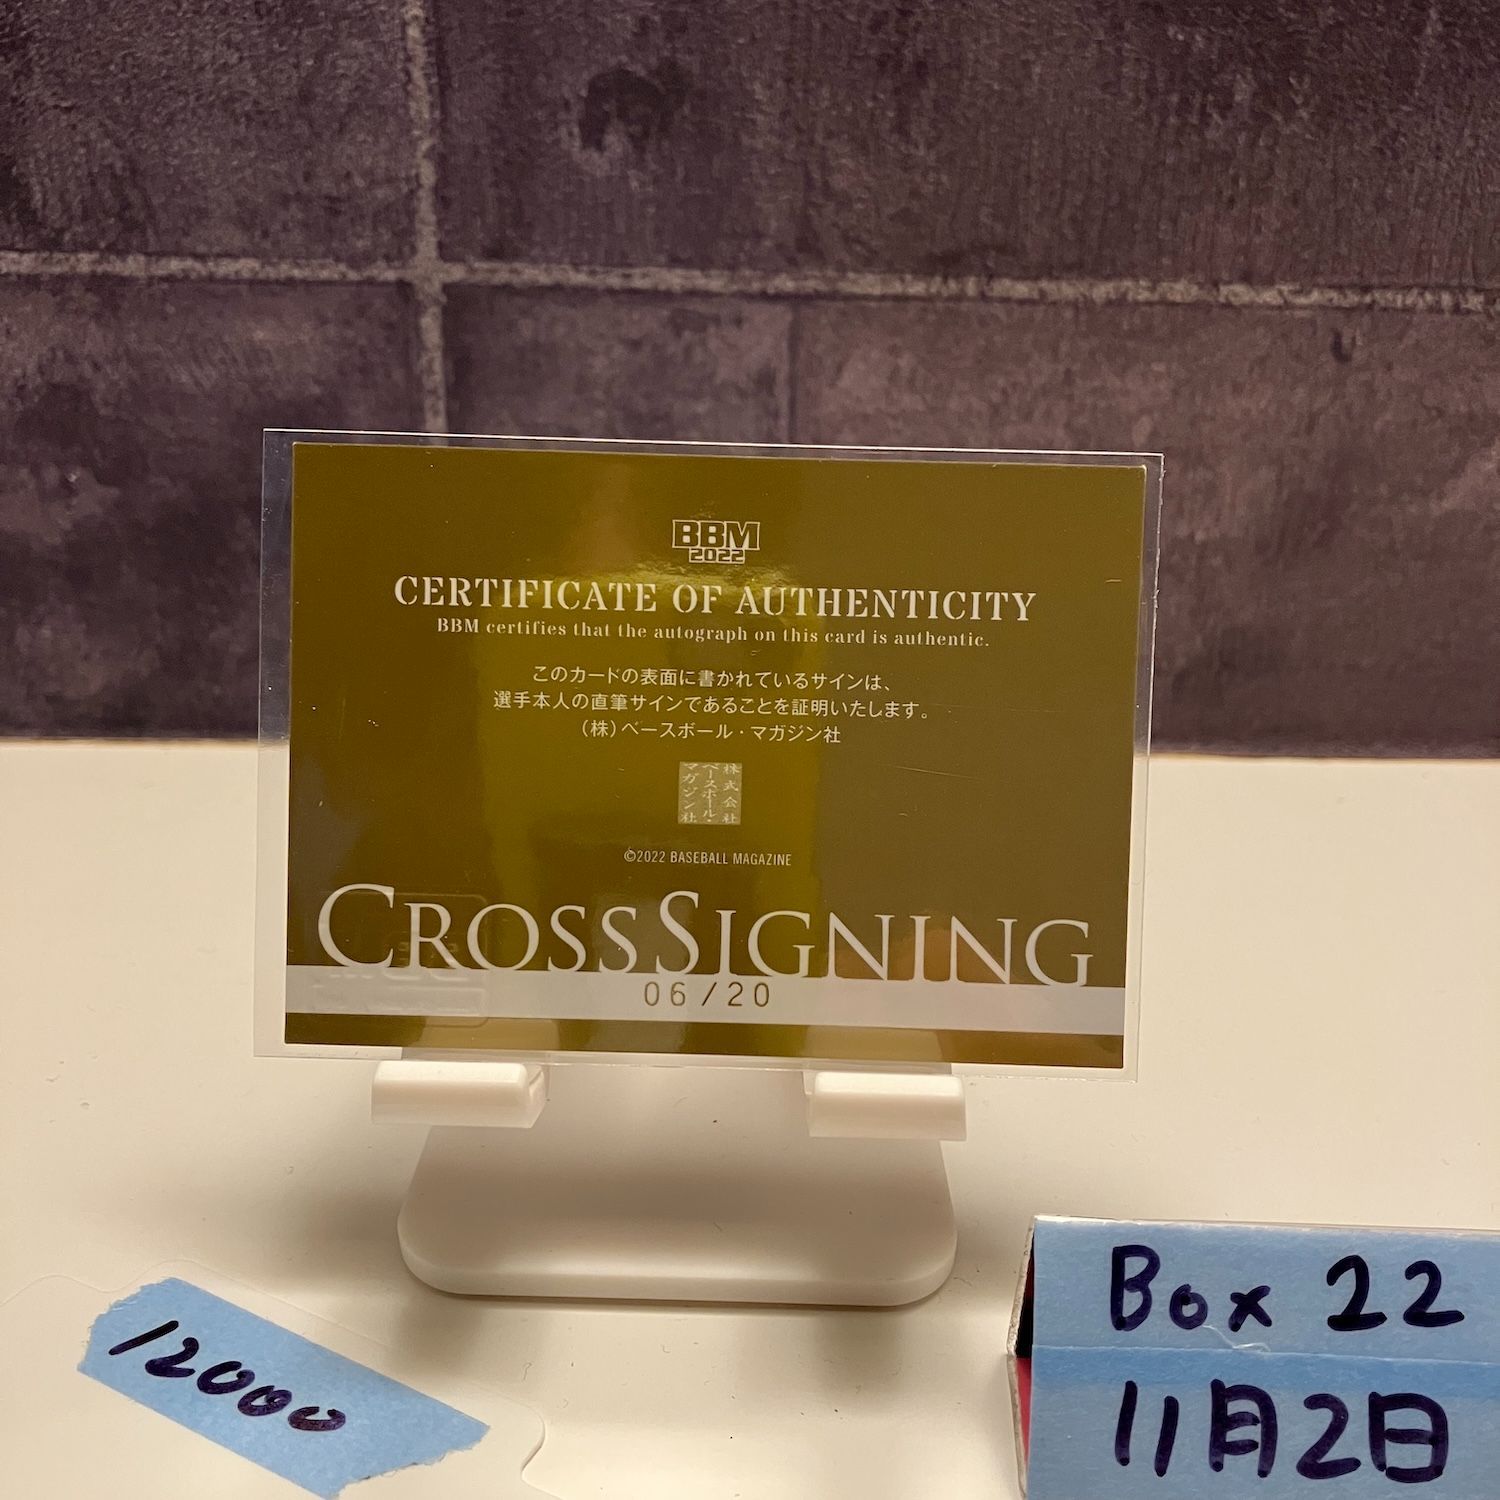 BBM
2022
CERTIFICATE OF AUTHENTICITY
BBM certifies that the autograph on this card is authentic.
このカードの表面に書かれているサインは、
選手本人の直筆サインであることを証明いたします。
(株)ベースボール・マガジン社
株式会社
ベースボール・
マガジン社
©2022 BASEBALL MAGAZINE
CROSSSIGNING
06/20
12000
Box 22
11月2日